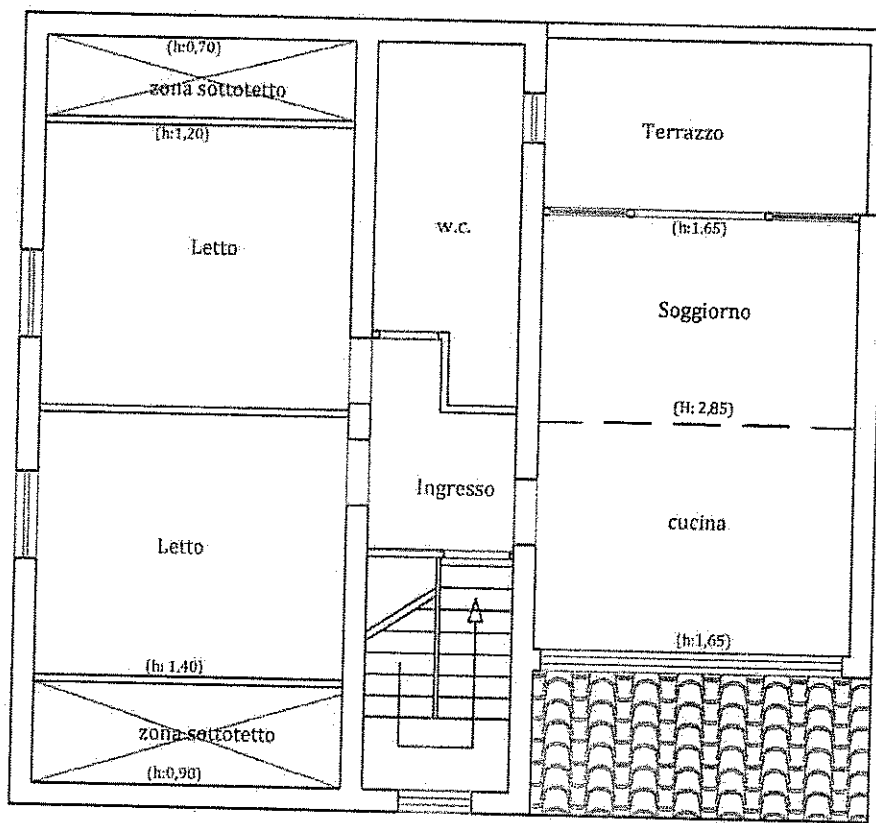 (h:0,70)
zona sottotetto
(h:1,20)
Terrazzo
w.c.
(h:1,65)
Letto
Soggiorno
(H: 2,85)
Ingresso
cucina
Letto
(h:1,65)
(h: 1,40)
zona sottotetto
(h:0,90)